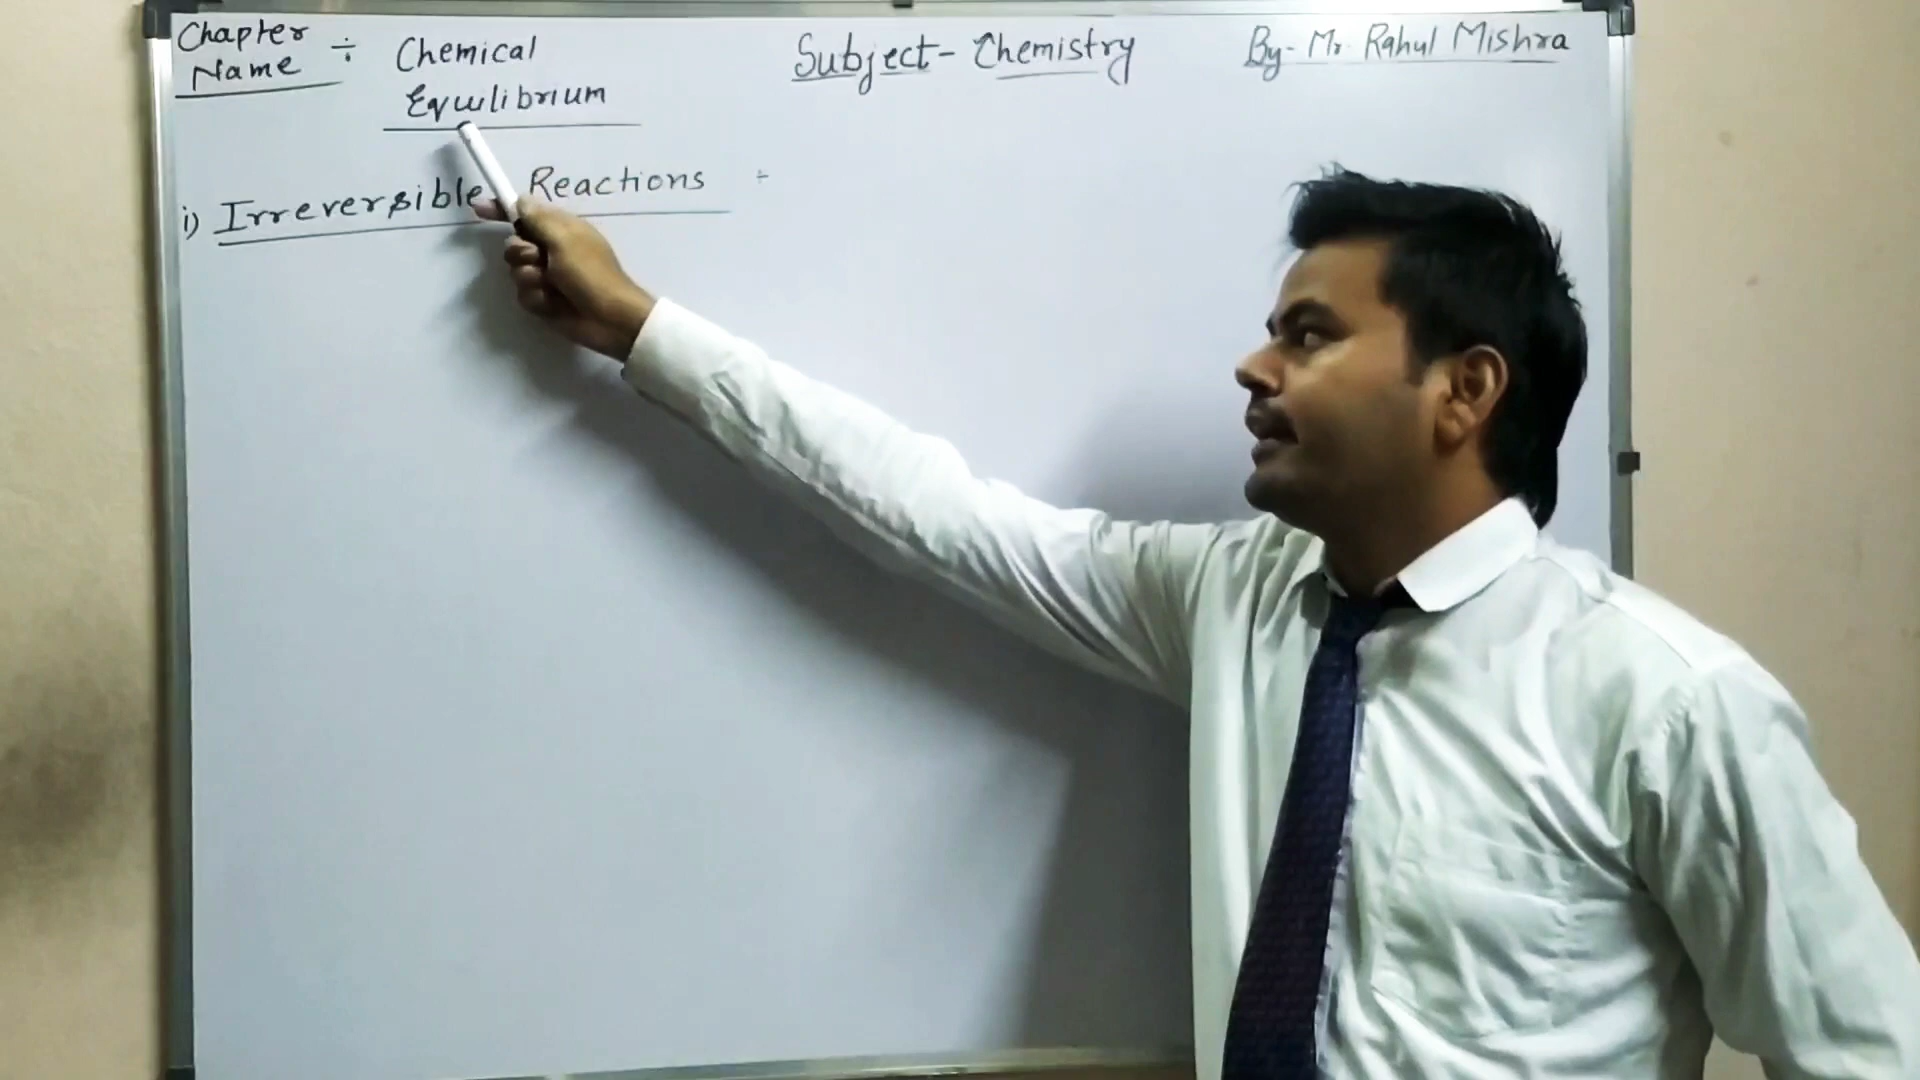 Chapter Name ÷ Chemical Equilibrium
Subject - Chemistry
By- Mr. Rahul Mishra
i) Irreversible Reactions ÷